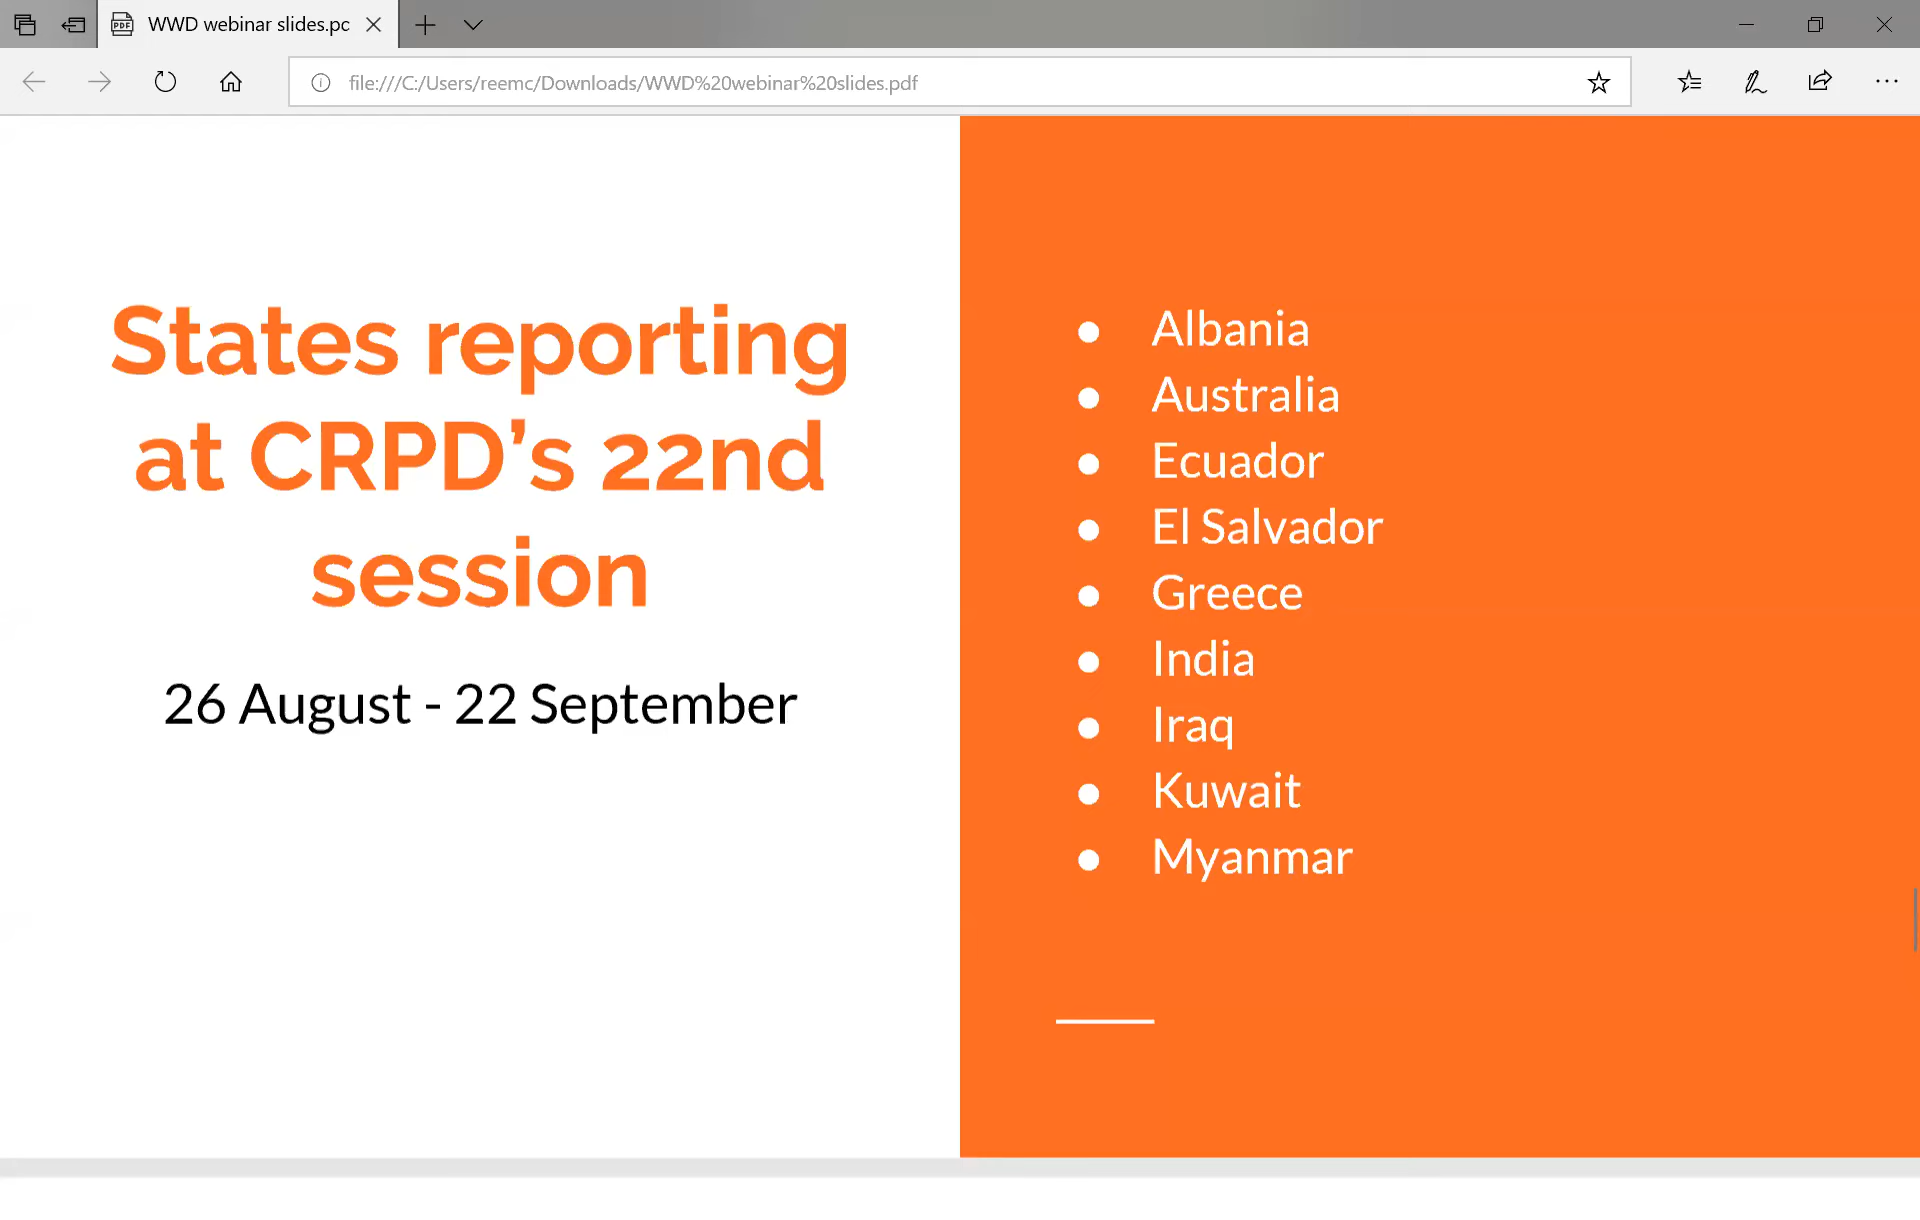 WWD webinar slides.pc
file:///C:/Users/reemc/Downloads/WWD%20webinar%20slides.pdf
States reporting
at CRPD's 22nd
session
26 August - 22 September
● Albania
● Australia
● Ecuador
● El Salvador
● Greece
● India
● Iraq
● Kuwait
● Myanmar